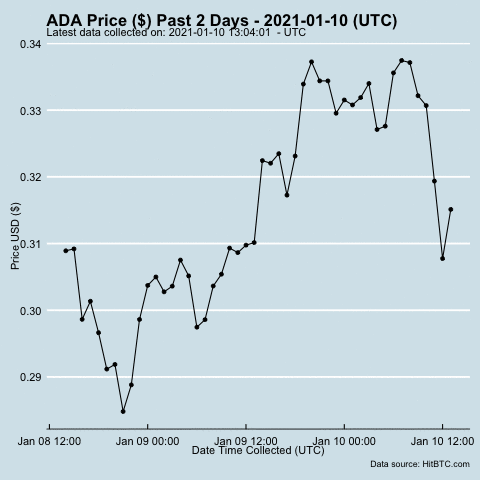 ADA Price ($) Past 2 Days - 2021-01-10 (UTC)
Latest data collected on: 2021-01-10 13:04:01  - UTC
0.34
0.33
0.32
0.31
0.30
0.29
Price USD ($)
Jan 08 12:00 Jan 09 00:00 Jan 09 12:00 Jan 10 00:00 Jan 10 12:00
Date Time Collected (UTC)
Data source: HitBTC.com